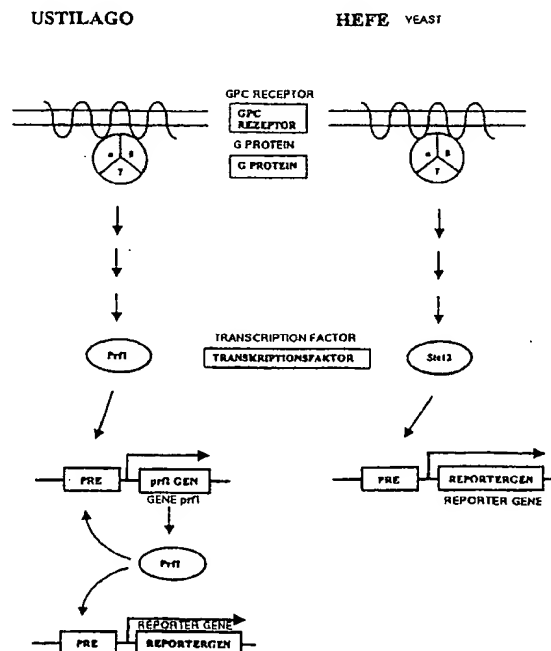 USTILAGO
HEFE YEAST
GPC RECEPTOR
GPC
REZEPTOR
G PROTEIN
G PROTEIN
α β
γ
α β
γ
TRANSCRIPTION FACTOR
Prf1
TRANSKRIPTIONSFAKTOR
Ste12
PRE
prf1 GEN
GENE prf1
PRE
REPORTERGEN
REPORTER GENE
Prf1
REPORTER GENE
PRE
REPORTERGEN